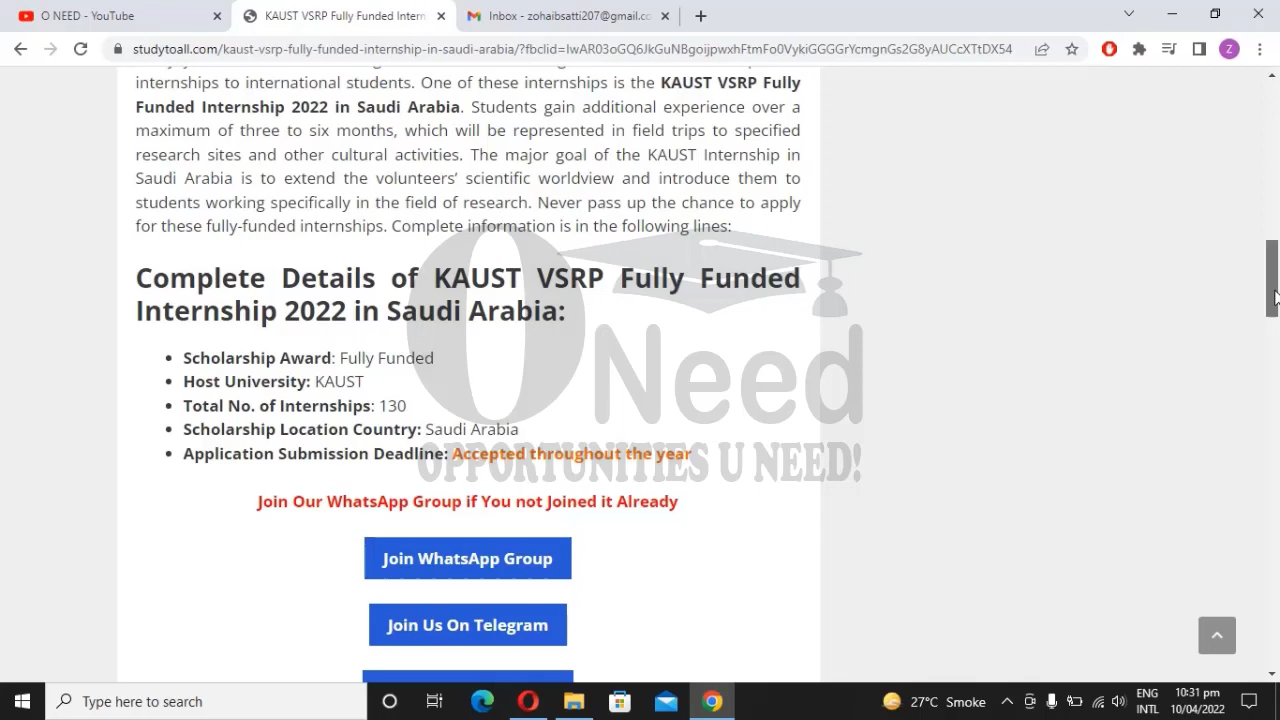 O NEED - YouTube
KAUST VSRP Fully Funded Intern
Inbox - zohaibsatti207@gmail.co
studytoall.com/kaust-vsrp-fully-funded-internship-in-saudi-arabia/?fbclid=IwAR03oGQ6JkGuNBgoijpwxhFtmFo0VykiGGGGrYcmgnGs2G8yAUCcXTtDX54
Z
internships to international students. One of these internships is the KAUST VSRP Fully
Funded Internship 2022 in Saudi Arabia. Students gain additional experience over a
maximum of three to six months, which will be represented in field trips to specified
research sites and other cultural activities. The major goal of the KAUST Internship in
Saudi Arabia is to extend the volunteers' scientific worldview and introduce them to
students working specifically in the field of research. Never pass up the chance to apply
for these fully-funded internships. Complete information is in the following lines:
Complete Details of KAUST VSRP Fully Funded
Internship 2022 in Saudi Arabia:
Scholarship Award: Fully Funded
Host University: KAUST
Total No. of Internships: 130
Scholarship Location Country: Saudi Arabia
Application Submission Deadline: Accepted throughout the year
O Need
OPPORTUNITIES U NEED!
Join Our WhatsApp Group if You not Joined it Already
Join WhatsApp Group
Join Us On Telegram
Type here to search
27°C Smoke
ENG
INTL
10:31 pm
10/04/2022